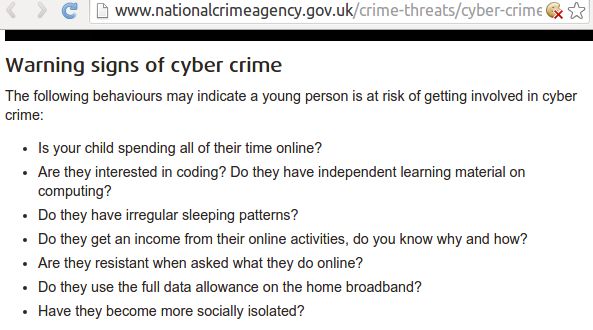 www.nationalcrimeagency.gov.uk/crime-threats/cyber-crime
Warning signs of cyber crime
The following behaviours may indicate a young person is at risk of getting involved in cyber
crime:
• Is your child spending all of their time online?
• Are they interested in coding? Do they have independent learning material on
computing?
• Do they have irregular sleeping patterns?
• Do they get an income from their online activities, do you know why and how?
• Are they resistant when asked what they do online?
• Do they use the full data allowance on the home broadband?
• Have they become more socially isolated?